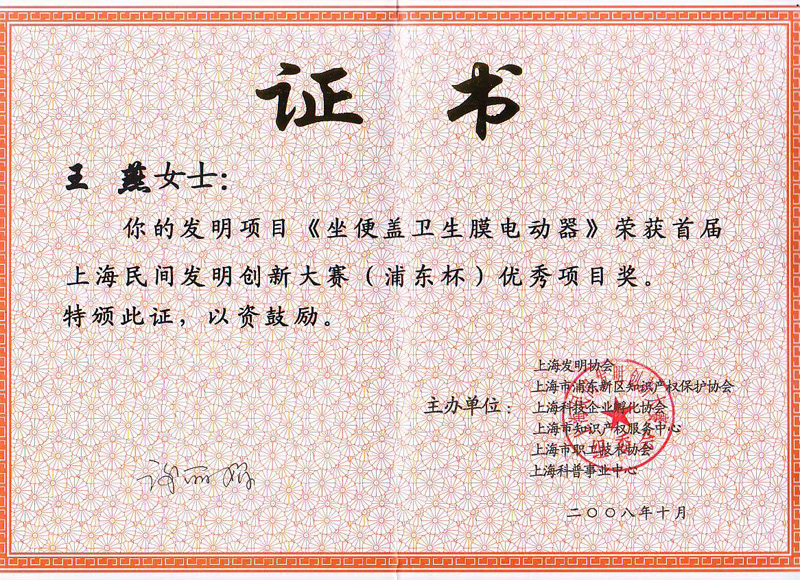 证书
王燕女士：
你的发明项目《坐便盖卫生膜电动器》荣获首届
上海民间发明创新大赛（浦东杯）优秀项目奖。
特颁此证，以资鼓励。
主办单位：
上海发明协会
上海市浦东新区知识产权保护协会
上海科技企业孵化协会
上海市知识产权服务中心
上海市职工技术协会
上海科普事业中心
二〇〇八年十月